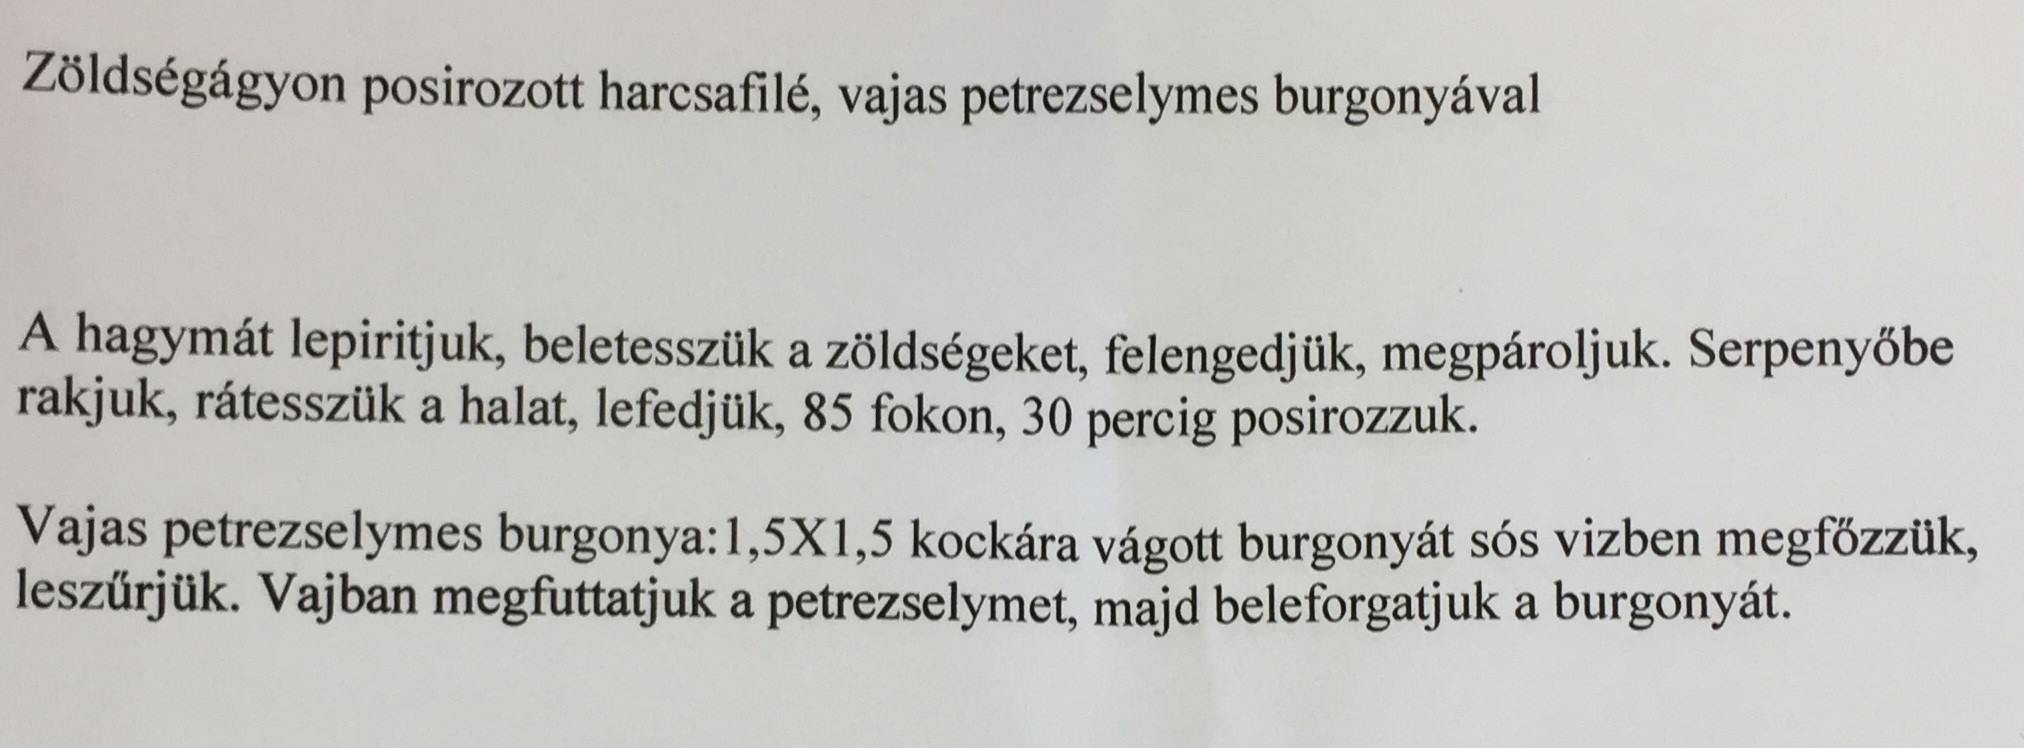 Zöldségágyon posirozott harcsafilé, vajas petrezselymes burgonyával
A hagymát lepiritjuk, beletesszük a zöldségeket, felengedjük, megpároljuk. Serpenyőbe
rakjuk, rátesszük a halat, lefedjük, 85 fokon, 30 percig posirozzuk.
Vajas petrezselymes burgonya:1,5X1,5 kockára vágott burgonyát sós vizben megfőzzük,
leszűrjük. Vajban megfuttatjuk a petrezselymet, majd beleforgatjuk a burgonyát.